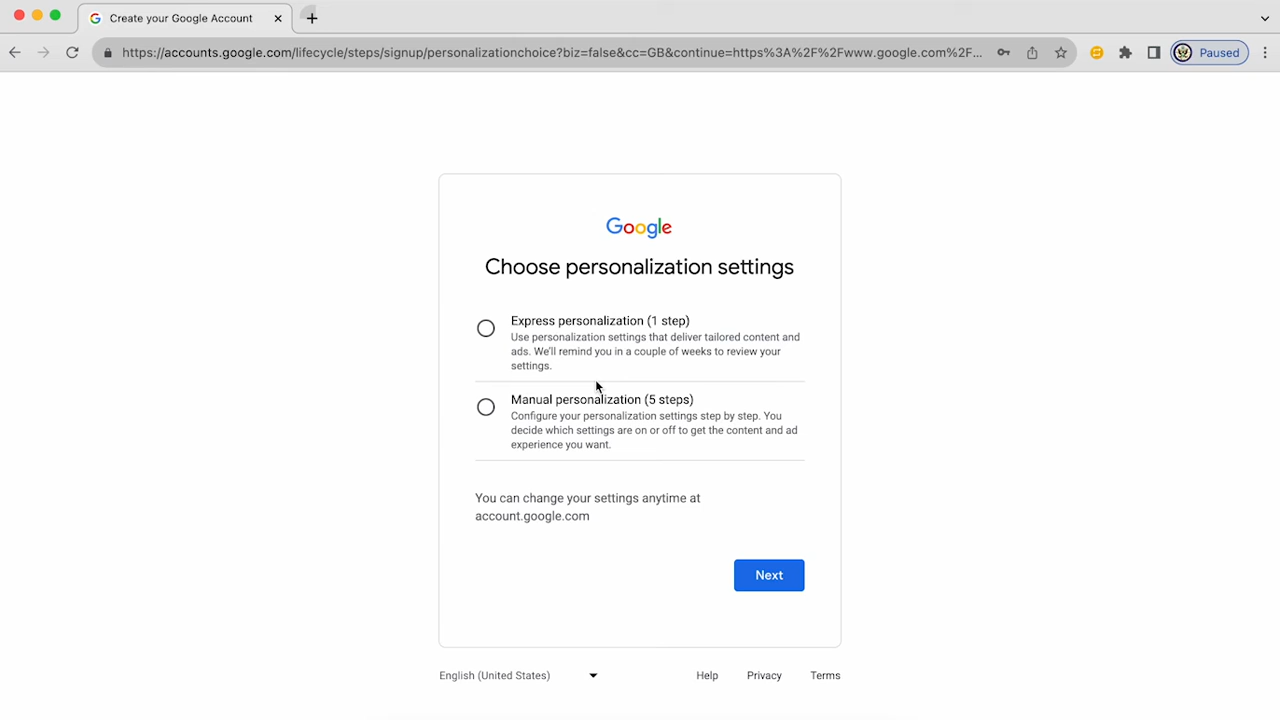 Create your Google Account
https://accounts.google.com/lifecycle/steps/signup/personalizationchoice?biz=false&cc=GB&continue=https%3A%2F%2Fwww.google.com%2F...
Paused
Google
Choose personalization settings
Express personalization (1 step)
Use personalization settings that deliver tailored content and
ads. We'll remind you in a couple of weeks to review your
settings.
Manual personalization (5 steps)
Configure your personalization settings step by step. You
decide which settings are on or off to get the content and ad
experience you want.
You can change your settings anytime at
account.google.com
Next
English (United States)
Help
Privacy
Terms